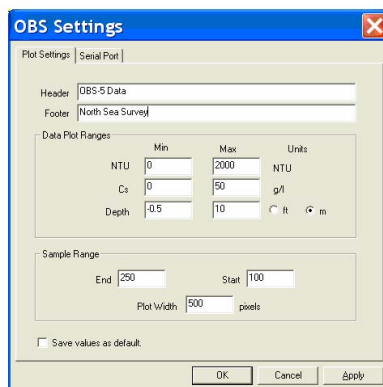 OBS Settings
Plot Settings Serial Port
Header OBS-5 Data
Footer North Sea Survey
Data Plot Ranges
Min Max Units
NTU 0 2000 NTU
Cs 0 50 g/l
Depth -0.5 10 ft m
Sample Range
End 250 Start 100
Plot Width 500 pixels
Save values as default.
OK Cancel Apply